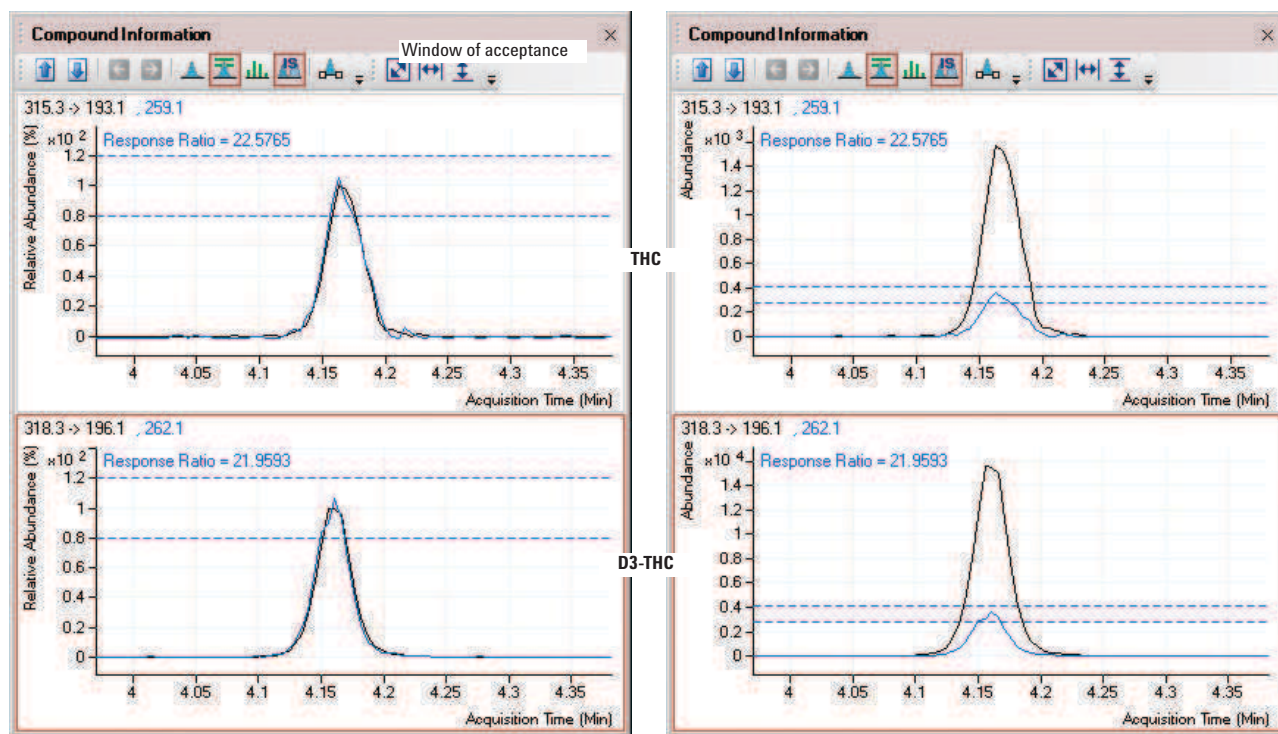 Compound Information
Window of acceptance
315.3 -> 193.1 , 259.1
x10 2
Response Ratio = 22.5765
Relative Abundance (%)
1.2
1
0.8
0.6
0.4
0.2
0
4 4.05 4.1 4.15 4.2 4.25 4.3 4.35
Acquisition Time (Min)
318.3 -> 196.1 , 262.1
x10 2
Response Ratio = 21.9593
Relative Abundance (%)
1.2
1
0.8
0.6
0.4
0.2
0
4 4.05 4.1 4.15 4.2 4.25 4.3 4.35
Acquisition Time (Min)
THC
D3-THC
Compound Information
IS
315.3 -> 193.1 , 259.1
x10 3
Response Ratio = 22.5765
Abundance
1.4
1.2
1
0.8
0.6
0.4
0.2
0
4 4.05 4.1 4.15 4.2 4.25 4.3 4.35
Acquisition Time (Min)
318.3 -> 196.1 , 262.1
x10 4
Response Ratio = 21.9593
Abundance
1.4
1.2
1
0.8
0.6
0.4
0.2
0
4 4.05 4.1 4.15 4.2 4.25 4.3 4.35
Acquisition Time (Min)